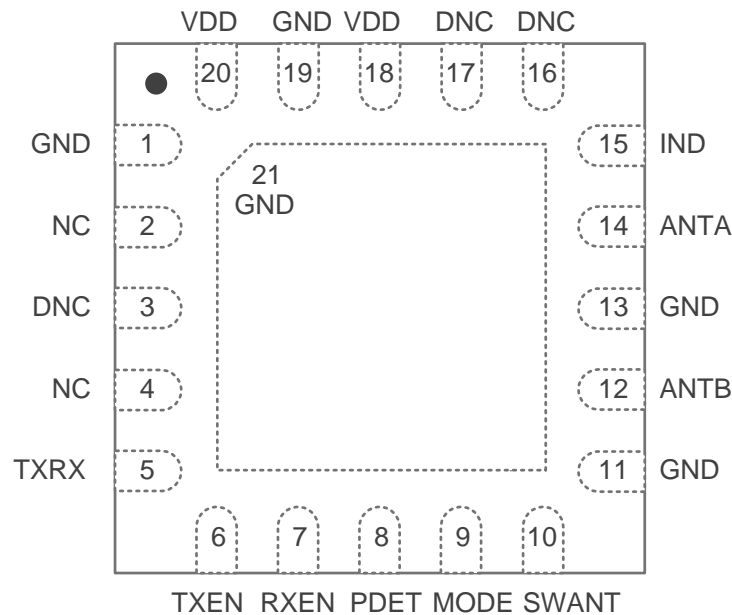 VDD GND VDD DNC DNC
20 19 18 17 16
GND 1 15 IND
21
GND
NC 2 14 ANTA
DNC 3 13 GND
NC 4 12 ANTB
TXRX 5 11 GND
6 7 8 9 10
TXEN RXEN PDET MODE SWANT